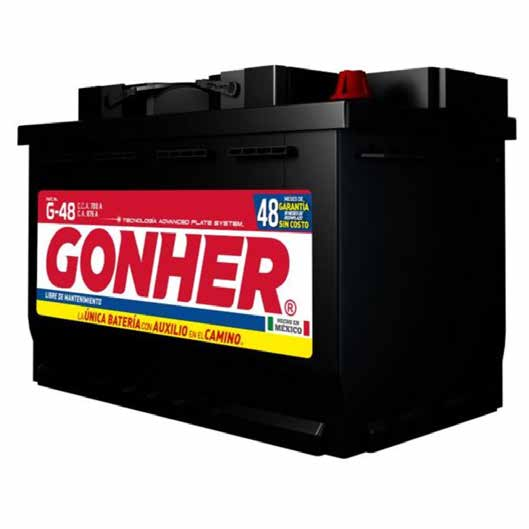 G-48
C.C.A. 700 A
C.A. 875 A
TECNOLOGÍA ADVANCED PLATE SYSTEM
48
MESES DE
GARANTÍA
SIN COSTO
GONHER®
LIBRE DE MANTENIMIENTO
HECHO EN
MÉXICO
LA ÚNICA BATERÍA CON AUXILIO EN EL CAMINO.